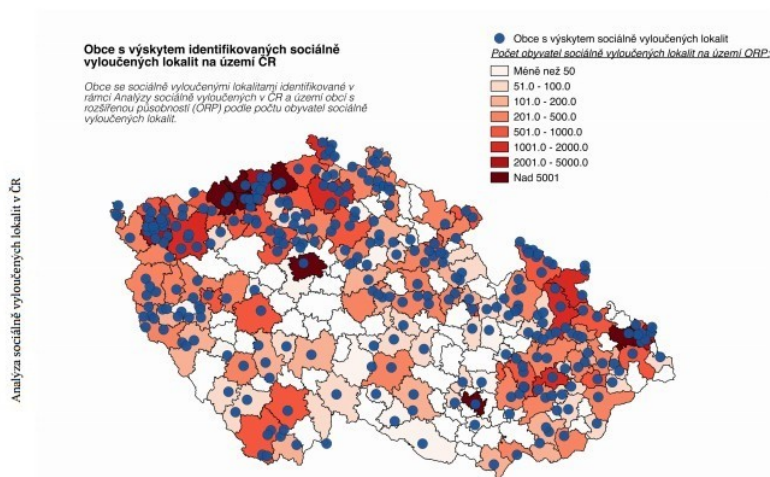 Analýza sociálně vyloučených lokalit v ČR
Obce s výskytem identifikovaných sociálně
vyloučených lokalit na území ČR
Obce se sociálně vyloučenými lokalitami identifikované v
rámci Analýzy sociálně vyloučených v ČR a území obcí s
rozšířenou působností (ORP) podle počtu obyvatel sociálně
vyloučených lokalit.
Obce s výskytem sociálně vyloučených lokalit
Počet obyvatel sociálně vyloučených lokalit na území ORP:
Méně než 50
51.0 - 100.0
101.0 - 200.0
201.0 - 500.0
501.0 - 1000.0
1001.0 - 2000.0
2001.0 - 5000.0
Nad 5001